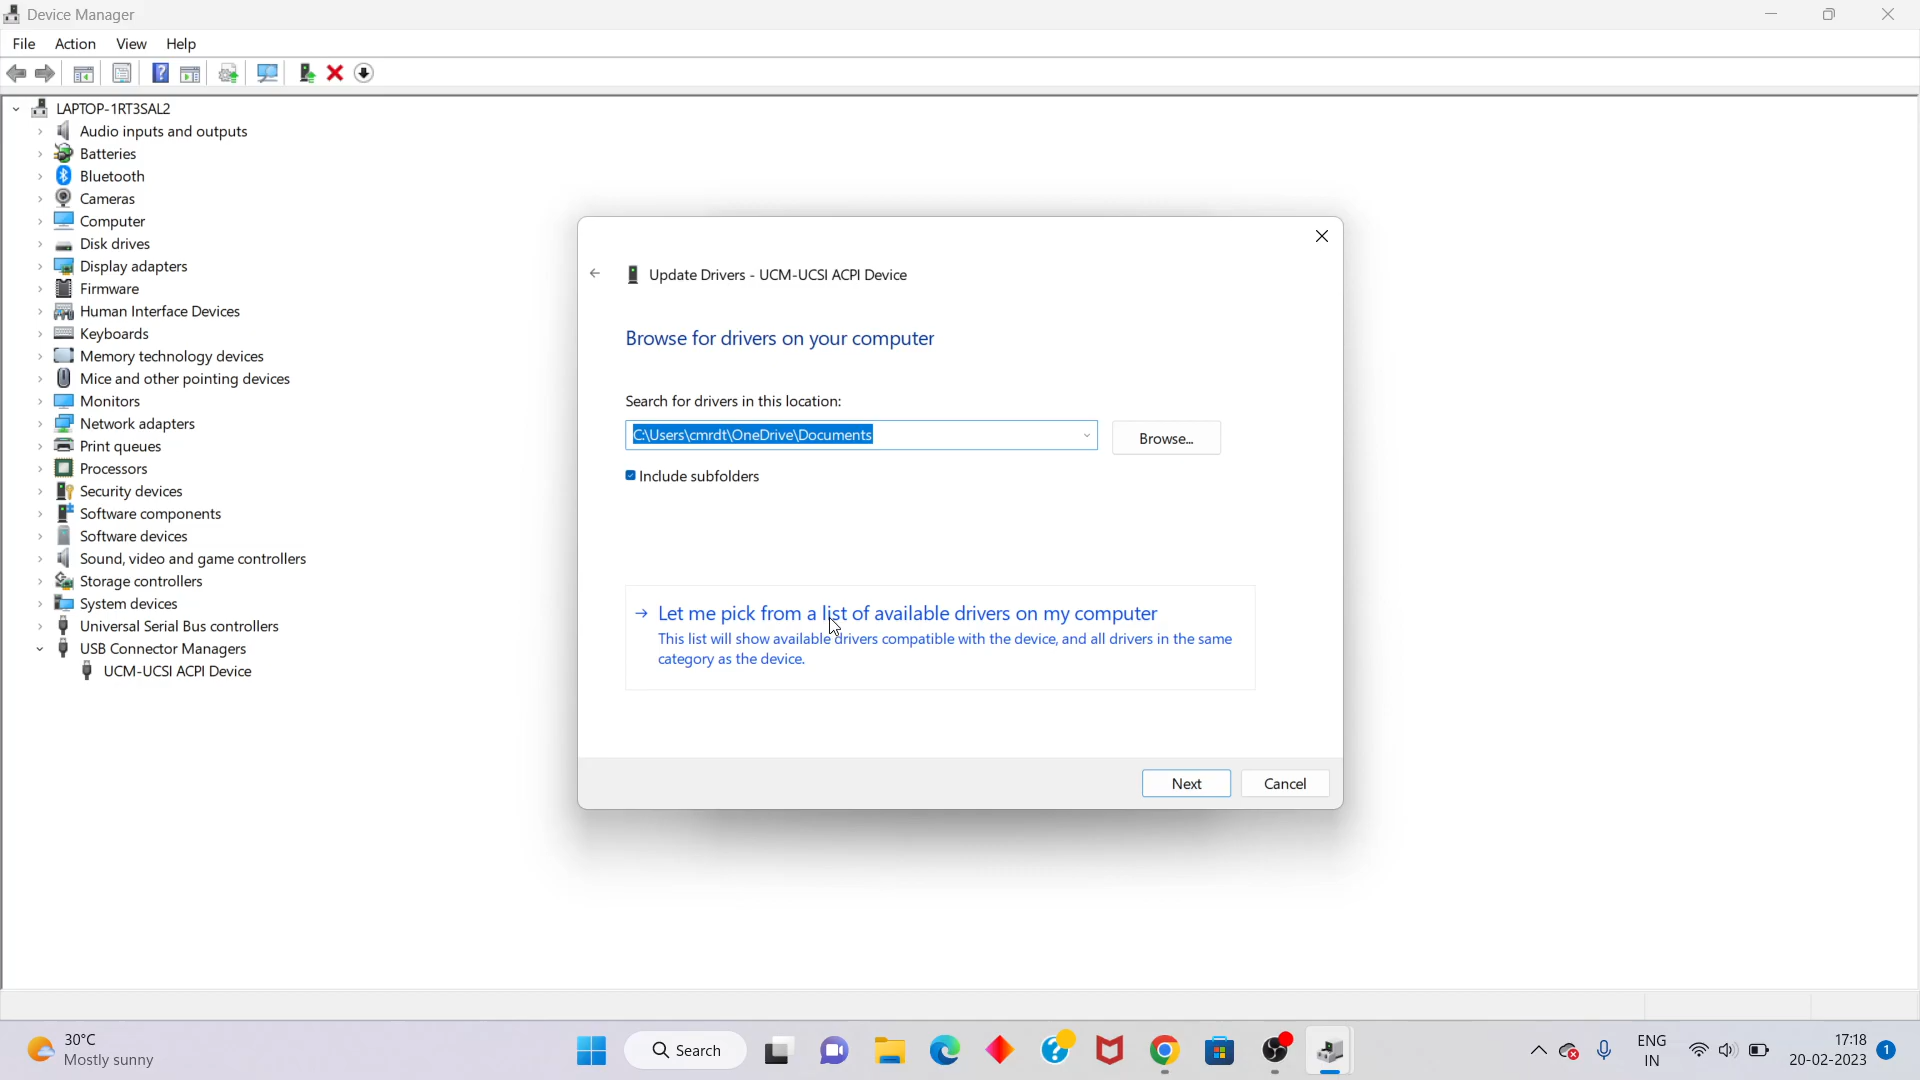 Device Manager
File Action View Help
LAPTOP-1RT3SAL2
Audio inputs and outputs
Batteries
Bluetooth
Cameras
Computer
Disk drives
Display adapters
Firmware
Human Interface Devices
Keyboards
Memory technology devices
Mice and other pointing devices
Monitors
Network adapters
Print queues
Processors
Security devices
Software components
Software devices
Sound, video and game controllers
Storage controllers
System devices
Universal Serial Bus controllers
USB Connector Managers
UCM-UCSI ACPI Device
Update Drivers - UCM-UCSI ACPI Device
Browse for drivers on your computer
Search for drivers in this location:
C:\Users\cmrdt\OneDrive\Documents
Browse...
Include subfolders
Let me pick from a list of available drivers on my computer
This list will show available drivers compatible with the device, and all drivers in the same
category as the device.
Next Cancel
30°C
Mostly sunny
Search
ENG
IN
17:18
20-02-2023
1